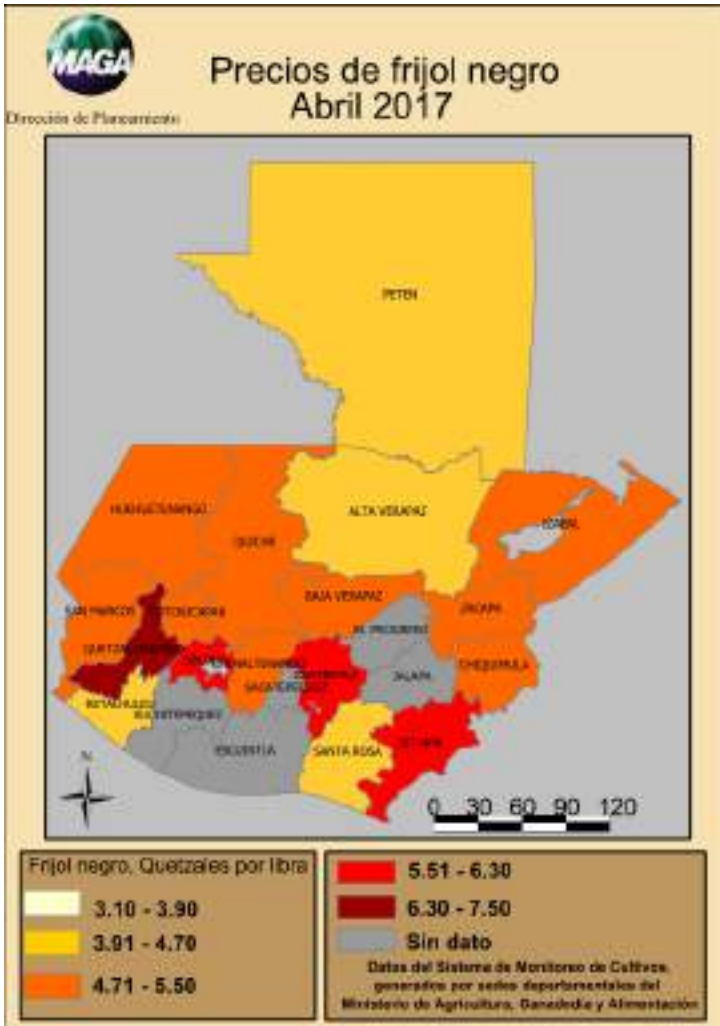 MAGA
Dirección de Planeamiento
Precios de frijol negro
Abril 2017
PETEN
HUEHUETENANGO
QUICHE
ALTA VERAPAZ
IZABAL
SAN MARCOS
TOTONICAPAN
BAJA VERAPAZ
ZACAPA
EL PROGRESO
CHIQUIMULA
JALAPA
RETALHULEU
SUCHITEPEQUEZ
ESCUINTLA
SANTA ROSA
N
0 30 60 90 120
Frijol negro, Quetzales por libra
3.10 - 3.90
3.91 - 4.70
4.71 - 5.50
5.51 - 6.30
6.30 - 7.50
Sin dato
Datos del Sistema de Monitoreo de Cultivos,
generados por sedes departamentales del
Ministerio de Agricultura, Ganadedia y Alimentación